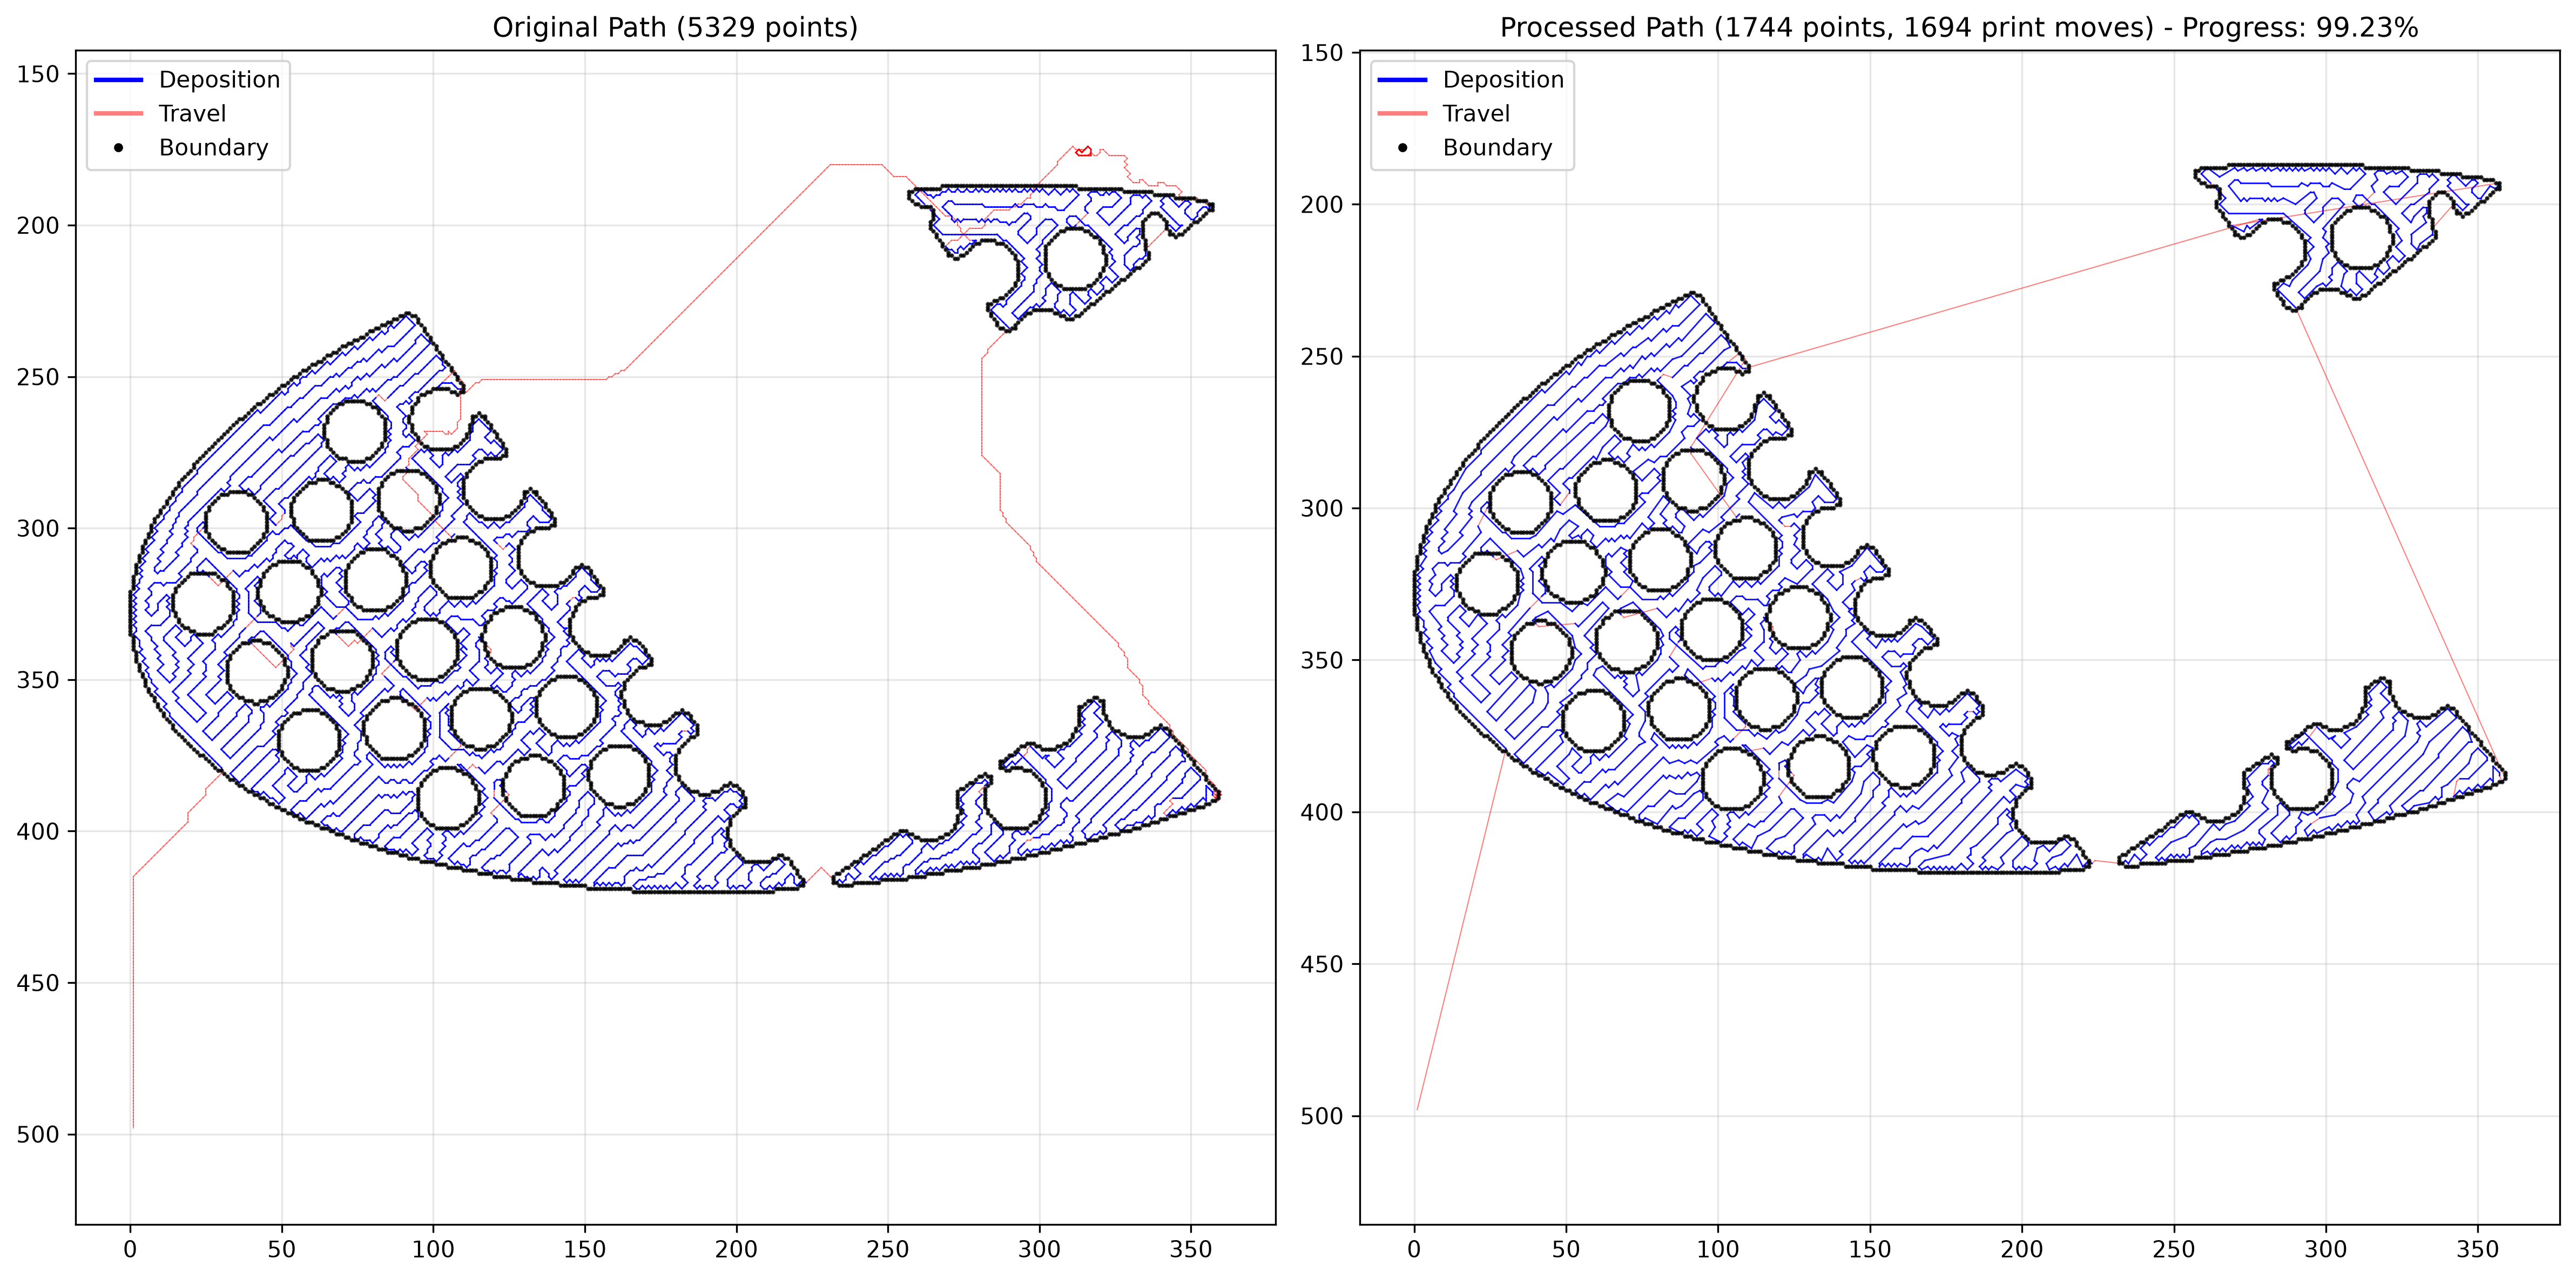 Original Path (5329 points)
Deposition
Travel
Boundary
150
200
250
300
350
400
450
500
0 50 100 150 200 250 300 350
Processed Path (1744 points, 1694 print moves) - Progress: 99.23%
Deposition
Travel
Boundary
150
200
250
300
350
400
450
500
0 50 100 150 200 250 300 350